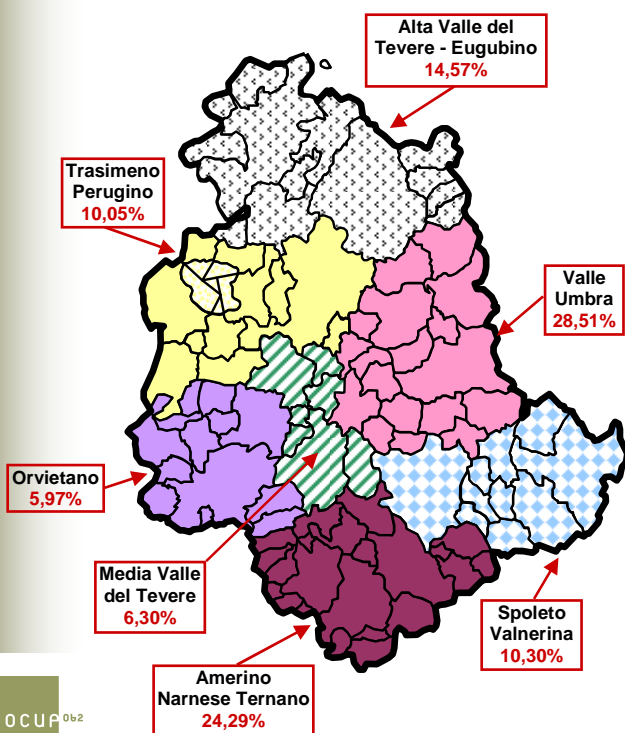 Alta Valle del
Tevere - Eugubino
14,57%
Trasimeno
Perugino
10,05%
Valle
Umbra
28,51%
Orvietano
5,97%
Media Valle
del Tevere
6,30%
Spoleto
Valnerina
10,30%
Amerino
Narnese Ternano
24,29%